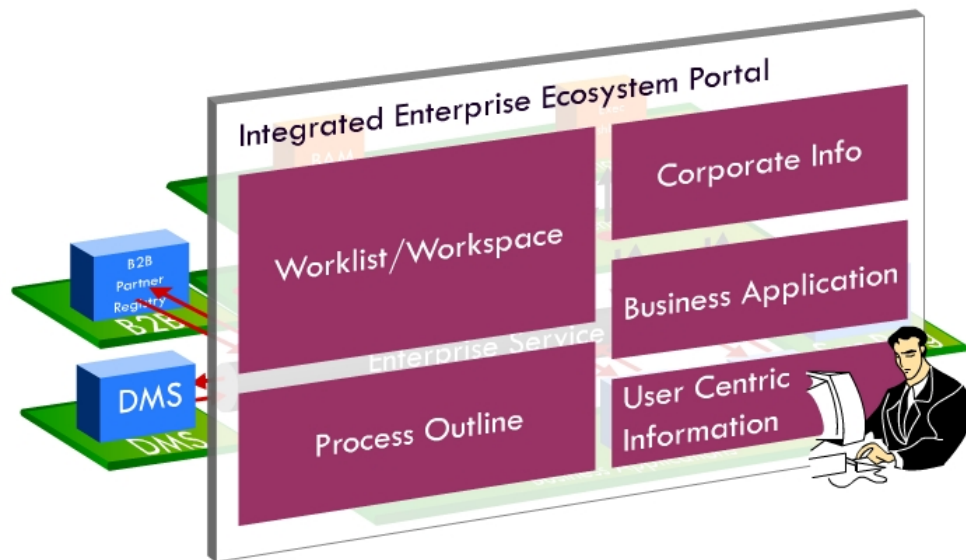 Integrated Enterprise Ecosystem Portal
BAM
Worklist/Workspace
Corporate Info
B2B
Partner
Registry
B2B
Business Application
Enterprise Service
DMS
DMS
Process Outline
User Centric
Information